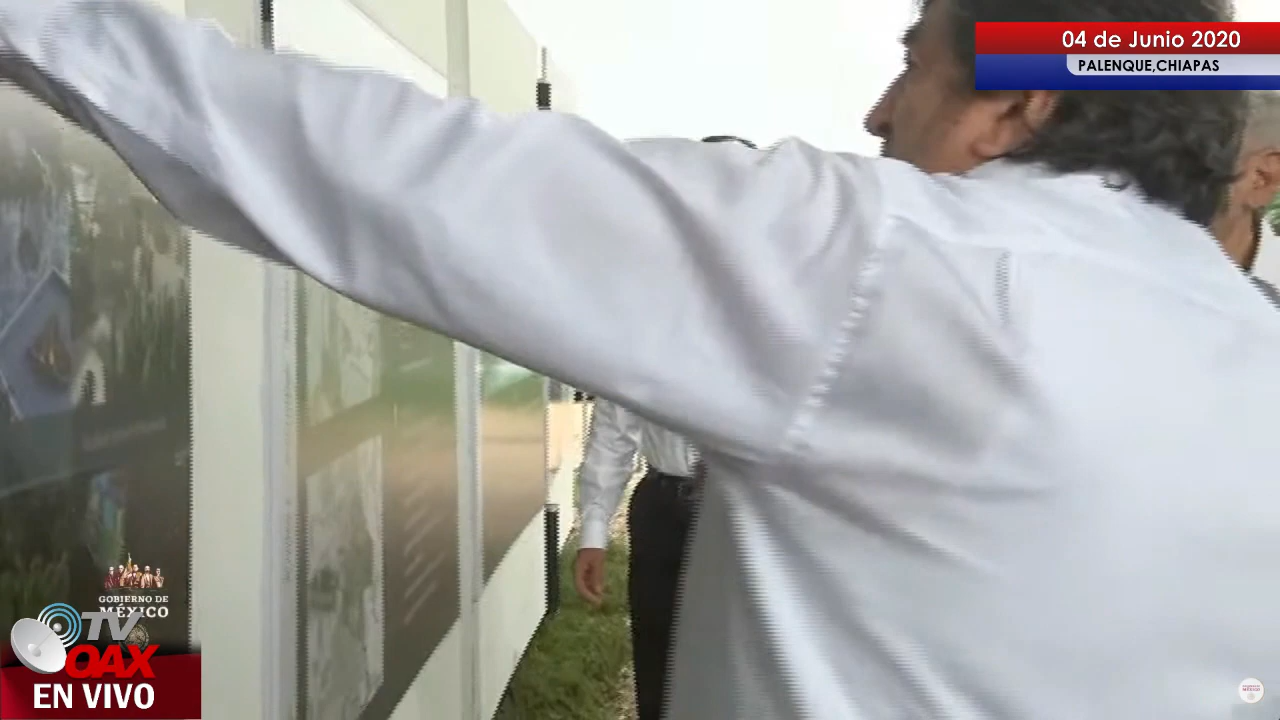 04 de Junio 2020
PALENQUE,CHIAPAS
GOBIERNO DE
MÉXICO
TV
OAX
EN VIVO